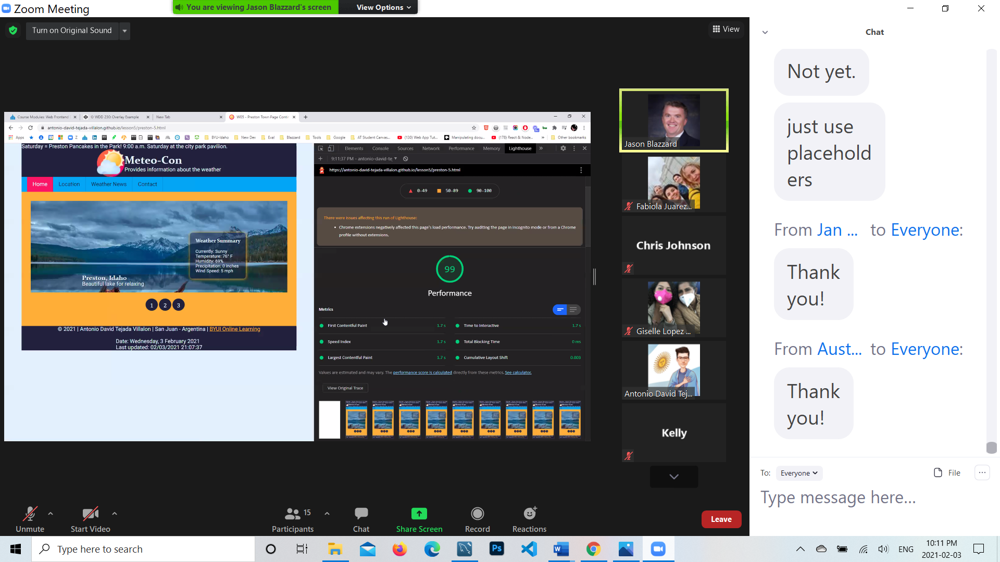 Zoom Meeting
You are viewing Jason Blazzard's screen
View Options
Turn on Original Sound
View
Course Modules: Web Frontend
O WDD 230: Overlay Example
New Tab
W05 - Preston Town Page Conti
antonio-david-tejada-villalon.github.io/lesson5/preston-5.html
Apps
BYU-Idaho
New Dev
Eval
Blazzard
Tools
Google
AT Student Canvas...
(130) Web App Tut...
Manipulating docu...
(178) React & Node...
Other bookmarks
Saturday = Preston Pancakes in the Park! 9:00 a.m. Saturday at the city park pavilion.
Meteo-Con
Provides information about the weather
Home
Location
Weather News
Contact
Weather Summary
Currently: Sunny
Temperature: 76° F
Humidity: 69%
Precipitation: 0 inches
Wind Speed: 5 mph
Preston, Idaho
Beautiful lake for relaxing
1 2 3
© 2021 | Antonio David Tejada Villalon | San Juan - Argentina | BYUI Online Learning
Date: Wednesday, 3 February 2021
Last updated: 02/03/2021 21:07:37
Elements
Console
Sources
Network
Performance
Memory
Lighthouse
9:11:37 PM - antonio-david-te
https://antonio-david-tejada-villalon.github.io/lesson5/preston-5.html
0–49
50–89
90–100
There were issues affecting this run of Lighthouse:
Chrome extensions negatively affected this page's load performance. Try auditing the page in incognito mode or from a Chrome
profile without extensions.
99
Performance
Metrics
First Contentful Paint 1.7 s
Time to Interactive 1.7 s
Speed Index 1.7 s
Total Blocking Time 0 ms
Largest Contentful Paint 1.7 s
Cumulative Layout Shift 0.003
Values are estimated and may vary. The performance score is calculated directly from these metrics. See calculator.
View Original Trace
Jason Blazzard
Fabiola Juarez...
Chris Johnson
Giselle Lopez ...
Antonio David Tej...
Kelly
Chat
Not yet.
just use
placehold
ers
From Jan ... to Everyone:
Thank
you!
From Aust... to Everyone:
Thank
you!
To: Everyone
File
Type message here...
Unmute
Start Video
15
Participants
Chat
Share Screen
Record
Reactions
Leave
Type here to search
Ps
W
ENG
10:11 PM
2021-02-03